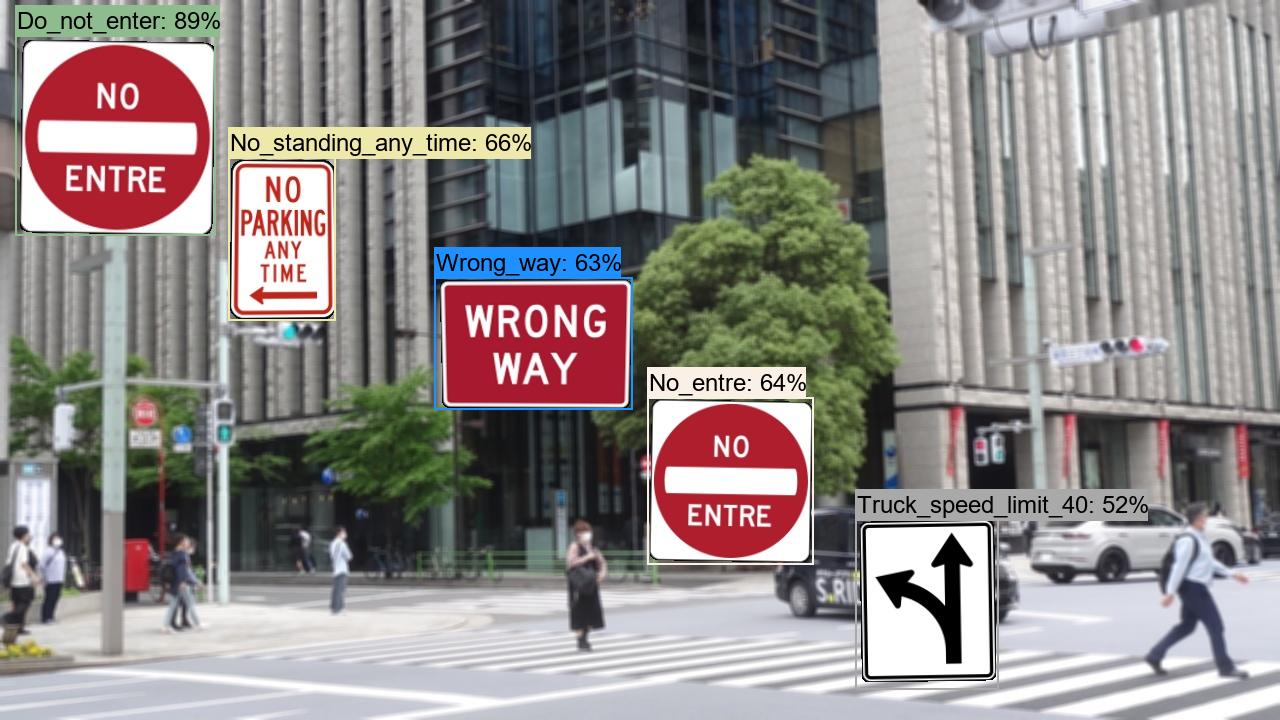 Do_not_enter: 89%
NO
ENTRE
No_standing_any_time: 66%
NO
PARKING
ANY
TIME
Wrong_way: 63%
WRONG
WAY
No_entre: 64%
NO
ENTRE
Truck_speed_limit_40: 52%
S.RI